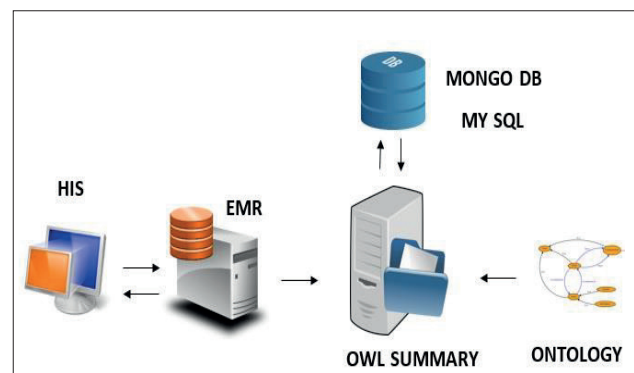 DB
MONGO DB
MY SQL
HIS
EMR
OWL SUMMARY
ONTOLOGY